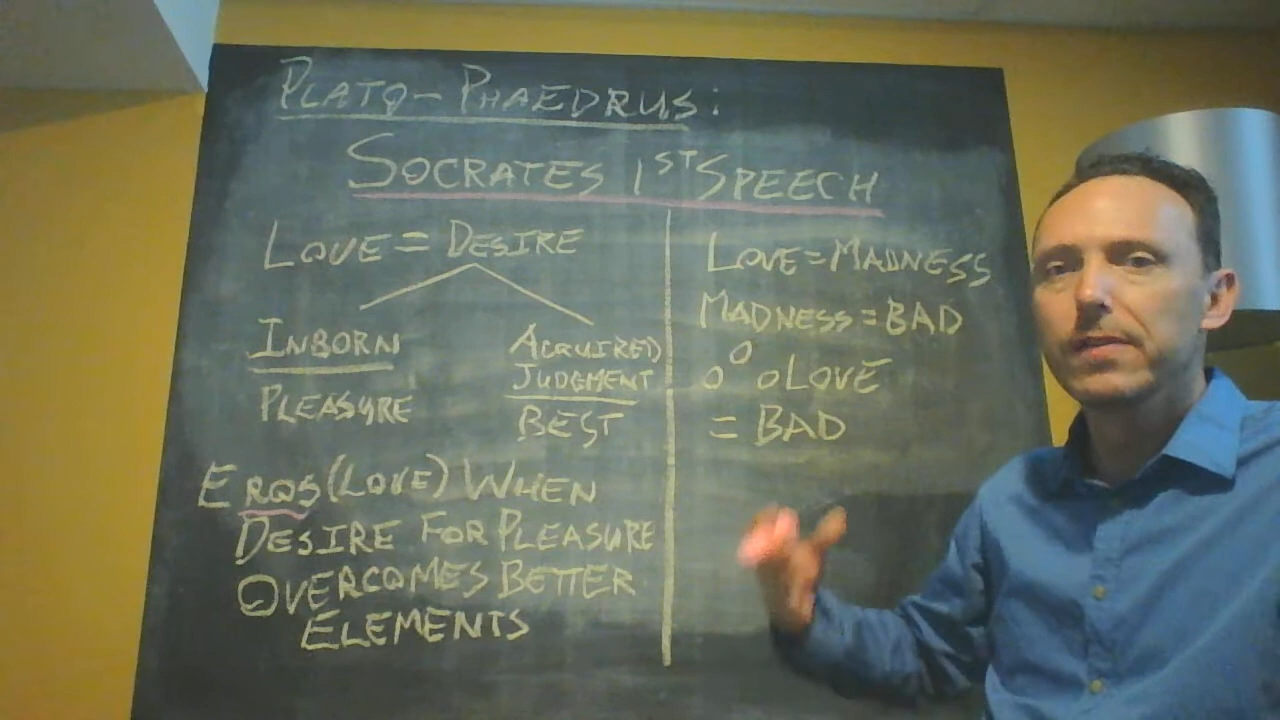 PLATO - PHAEDRUS:
SOCRATES 1ST SPEECH
LOVE = DESIRE
INBORN
PLEASURE
ACQUIRED
JUDGMENT
BEST
EROS (LOVE) WHEN
DESIRE FOR PLEASURE
OVERCOMES BETTER
ELEMENTS
LOVE = MADNESS
MADNESS = BAD
∴ LOVE
= BAD